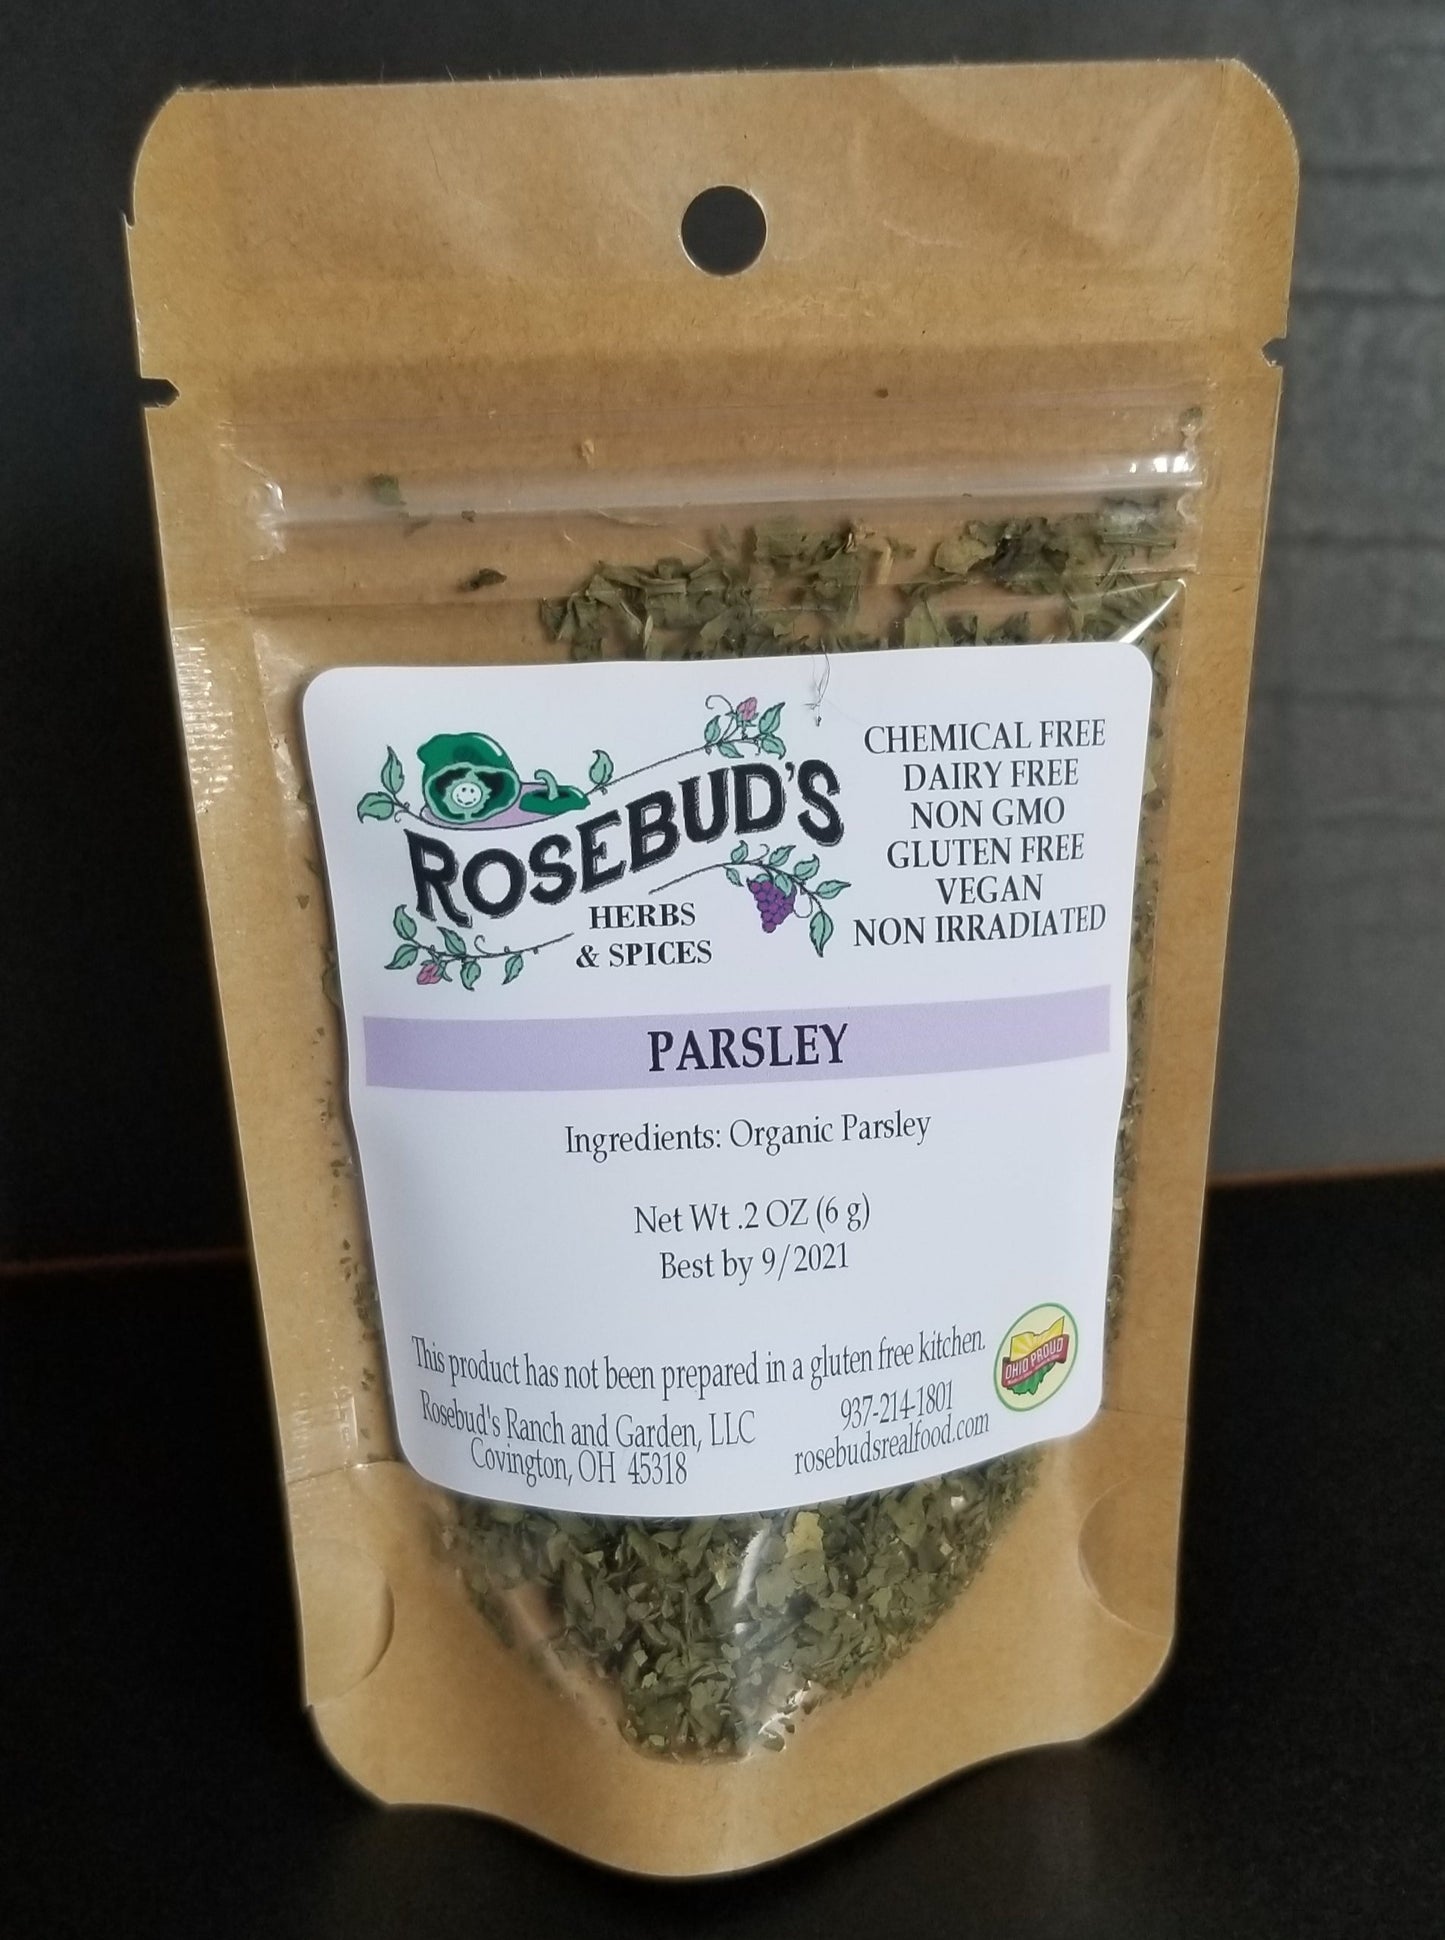 ROSEBUD'S
HERBS
& SPICES
CHEMICAL FREE
DAIRY FREE
NON GMO
GLUTEN FREE
VEGAN
NON IRRADIATED
PARSLEY
Ingredients: Organic Parsley
Net Wt .2 OZ (6 g)
Best by 9/2021
This product has not been prepared in a gluten free kitchen.
Rosebud's Ranch and Garden, LLC
Covington, OH 45318
937-214-1801
rosebudsrealfood.com
OHIO PROUD